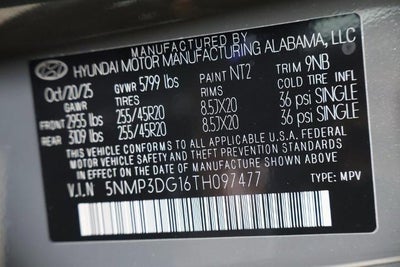 MANUFACTURED BY
HYUNDAI MOTOR MANUFACTURING ALABAMA, LLC
Oct/20/25 GVWR 5799 lbs PAINT NT2 TRIM 9NB
GAWR TIRES RIMS COLD TIRE INFL
FRONT 2955 lbs 255/45R20 8.5JX20 36 psi SINGLE
REAR 3109 lbs 255/45R20 8.5JX20 36 psi SINGLE
THIS VEHICLE CONFORMS TO ALL APPLICABLE U.S.A FEDERAL
MOTOR VEHICLE SAFETY AND THEFT PREVENTION STANDARDS
IN EFFECT ON THE DATE OF MANUFACTURE SHOWN ABOVE.
V.I.N 5NMP3DG16TH097477 TYPE: MPV